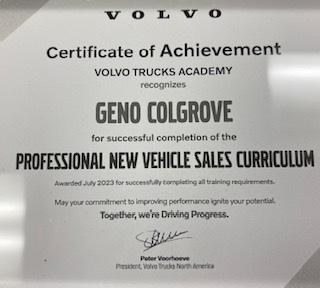 VOLVO
Certificate of Achievement
VOLVO TRUCKS ACADEMY
recognizes
GENO COLGROVE
for successful completion of the
PROFESSIONAL NEW VEHICLE SALES CURRICULUM
Awarded July 2023 for successfully completing all training requirements.
May your commitment to improving performance ignite your potential.
Together, we're Driving Progress.
Peter Voorhoeve
President, Volvo Trucks North America